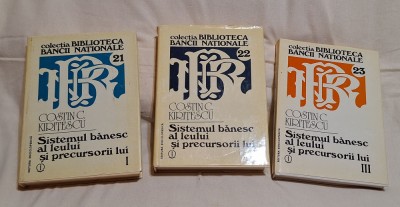 colecția BIBLIOTECA
BĂNCII NAȚIONALE
21
COSTIN C.
KIRIȚESCU
Sistemul bănesc
al leului
și precursorii lui
I
colecția BIBLIOTECA
BĂNCII NAȚIONALE
22
COSTIN C.
KIRIȚESCU
Sistemul bănesc
al leului
și precursorii lui
II
colecția BIBLIOTECA
BĂNCII NAȚIONALE
23
COSTIN C.
KIRIȚESCU
Sistemul bănesc
al leului
și precursorii lui
III